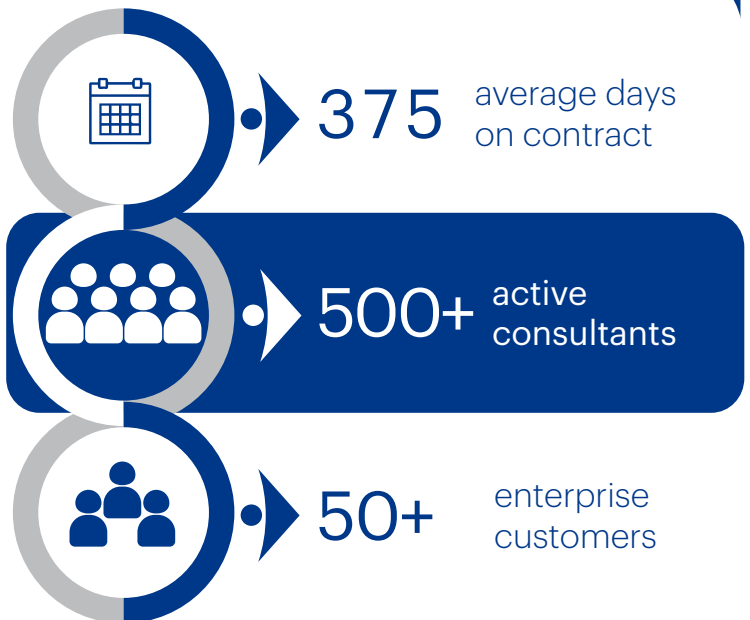 375
average days
on contract
500+
active
consultants
50+
enterprise
customers